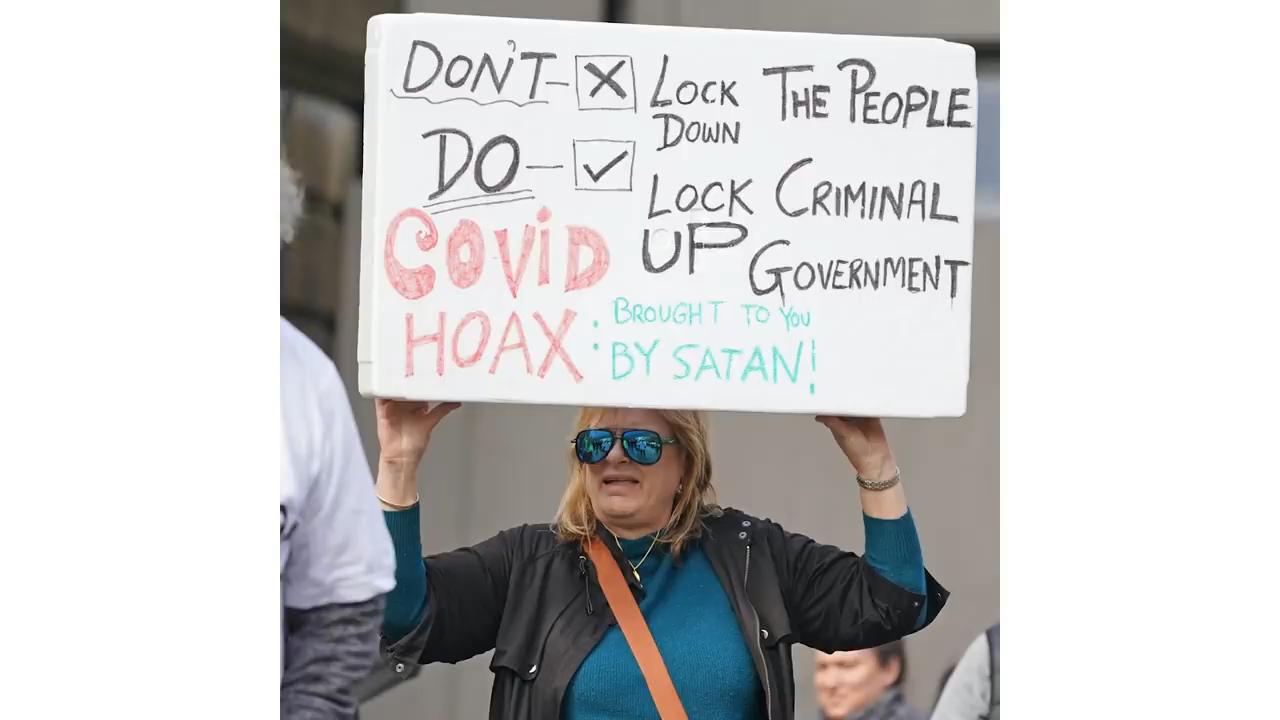 DON'T- X LOCK THE PEOPLE
DOWN
DO- ✓ LOCK CRIMINAL
UP GOVERNMENT
COVID
HOAX: BROUGHT TO YOU
BY SATAN!